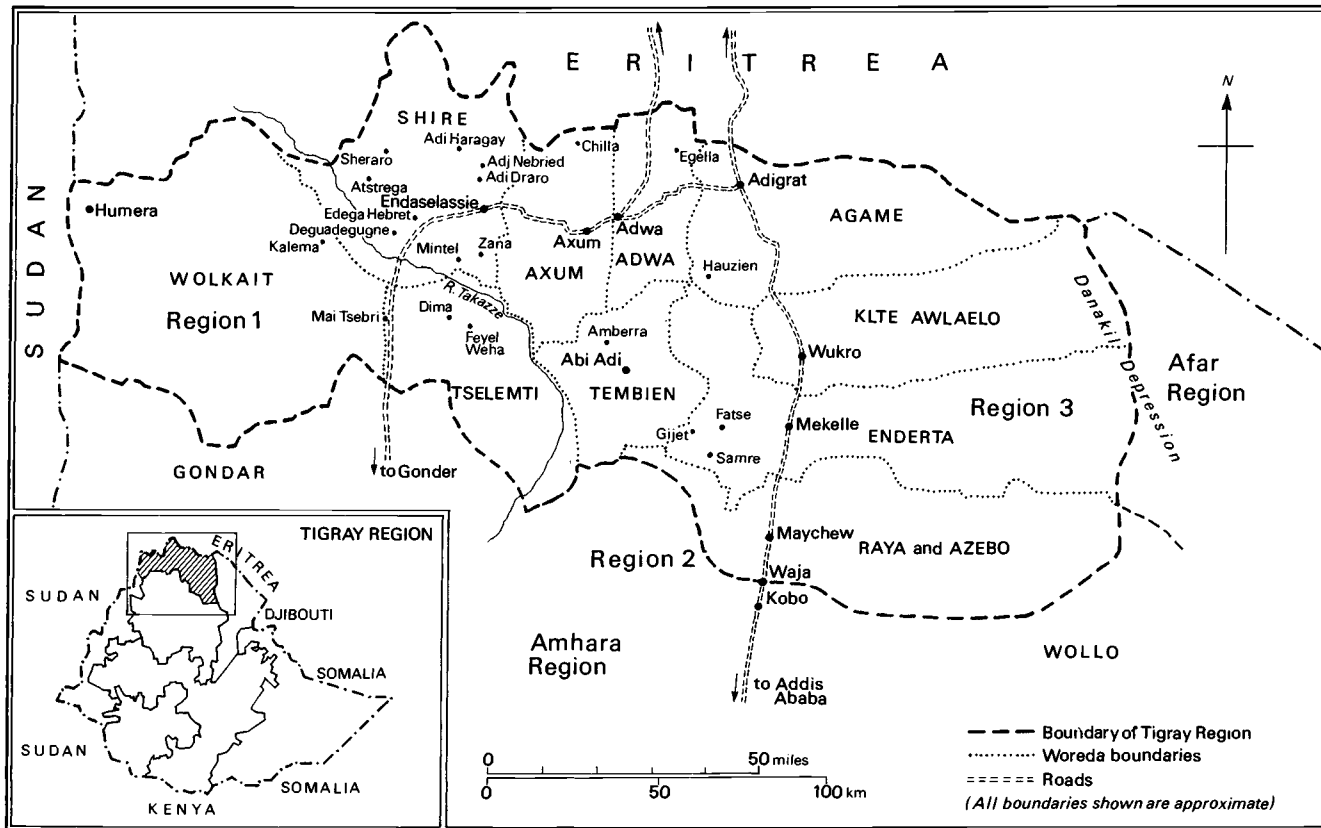 ERITREA
N
SUDAN
SHIRE
Adi Haragay
Chilla
Egella
Sheraro
Adj Nebried
Adi Draro
Atstrega
Adigrat
Humera
Endaselassie
Edega Hebret
Adwa
AGAME
Deguadegugne
Axum
Kalema
Mintel
Zana
AXUM
ADWA
Hauzien
WOLKAIT
R. Takazze
Danakil Depression
Region 1
Mai Tsebri
Dima
Feyel
Weha
Amberra
KLTE AWLAELO
Abi Adi
Wukro
Afar
Region
TSELEMTI
TEMBIEN
Region 3
Fatse
Gijet
Mekelle
ENDERTA
Samre
GONDAR
to Gonder
Maychew
RAYA and AZEBO
Region 2
Waja
Kobo
Amhara
Region
WOLLO
to Addis
Ababa
TIGRAY REGION
ERITREA
SUDAN
DJIBOUTI
SOMALIA
SUDAN
SOMALIA
KENYA
0 50 miles
0 50 100 km
Boundary of Tigray Region
Woreda boundaries
Roads
(All boundaries shown are approximate)